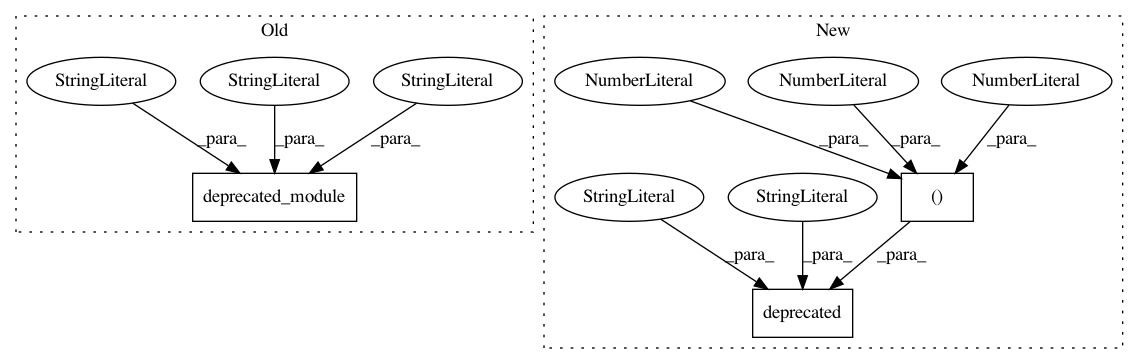 Old
StringLiteral
StringLiteral
StringLiteral
_para_
_para_
_para_
deprecated_module
New
NumberLiteral
NumberLiteral
NumberLiteral
_para_
_para_
_para_
StringLiteral
StringLiteral
()
_para_
_para_
_para_
deprecated